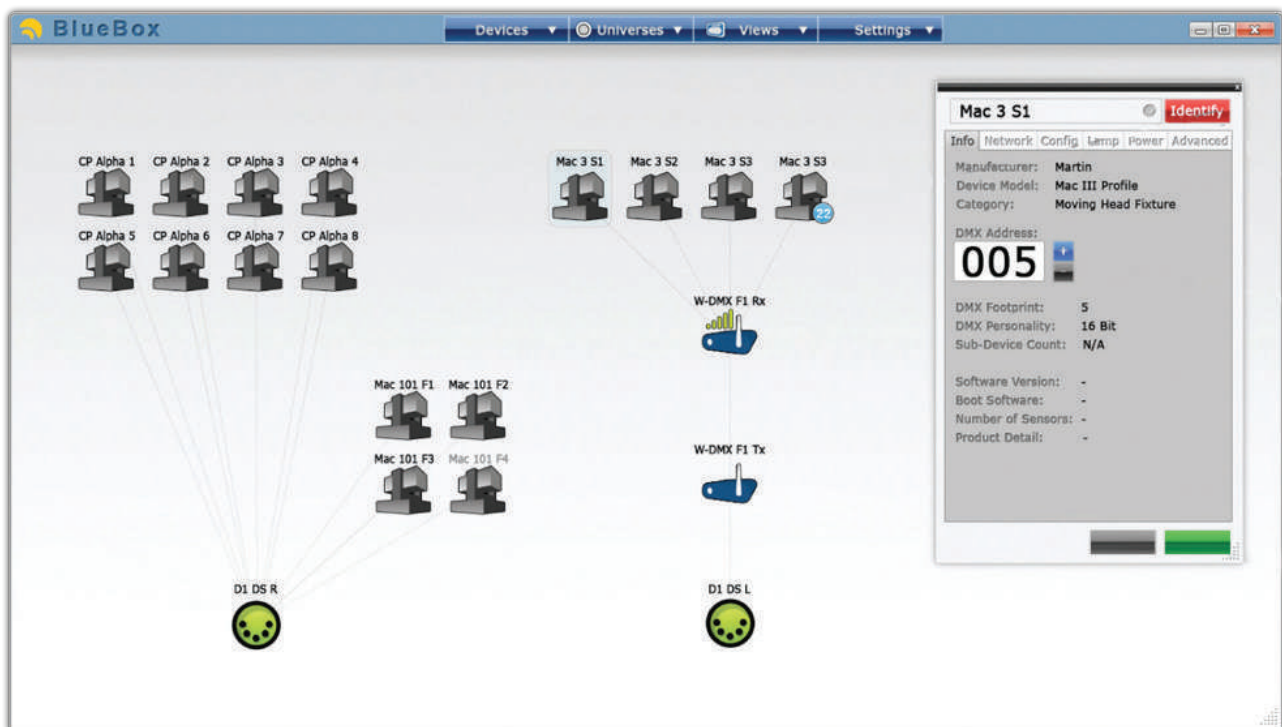 BlueBox
Devices Universes Views Settings
Mac 3 S1 Identify
Info Network Config Lamp Power Advanced
Manufacturer: Martin
Device Model: Mac III Profile
Category: Moving Head Fixture
DMX Address:
005
+
-
DMX Footprint: 5
DMX Personality: 16 Bit
Sub-Device Count: N/A
Software Version: -
Boot Software: -
Number of Sensors: -
Product Detail: -
CP Alpha 1 CP Alpha 2 CP Alpha 3 CP Alpha 4
CP Alpha 5 CP Alpha 6 CP Alpha 7 CP Alpha 8
Mac 3 S1 Mac 3 S2 Mac 3 S3 Mac 3 S3
22
W-DMX F1 Rx
Mac 101 F1 Mac 101 F2
Mac 101 F3 Mac 101 F4
W-DMX F1 Tx
D1 DS R D1 DS L